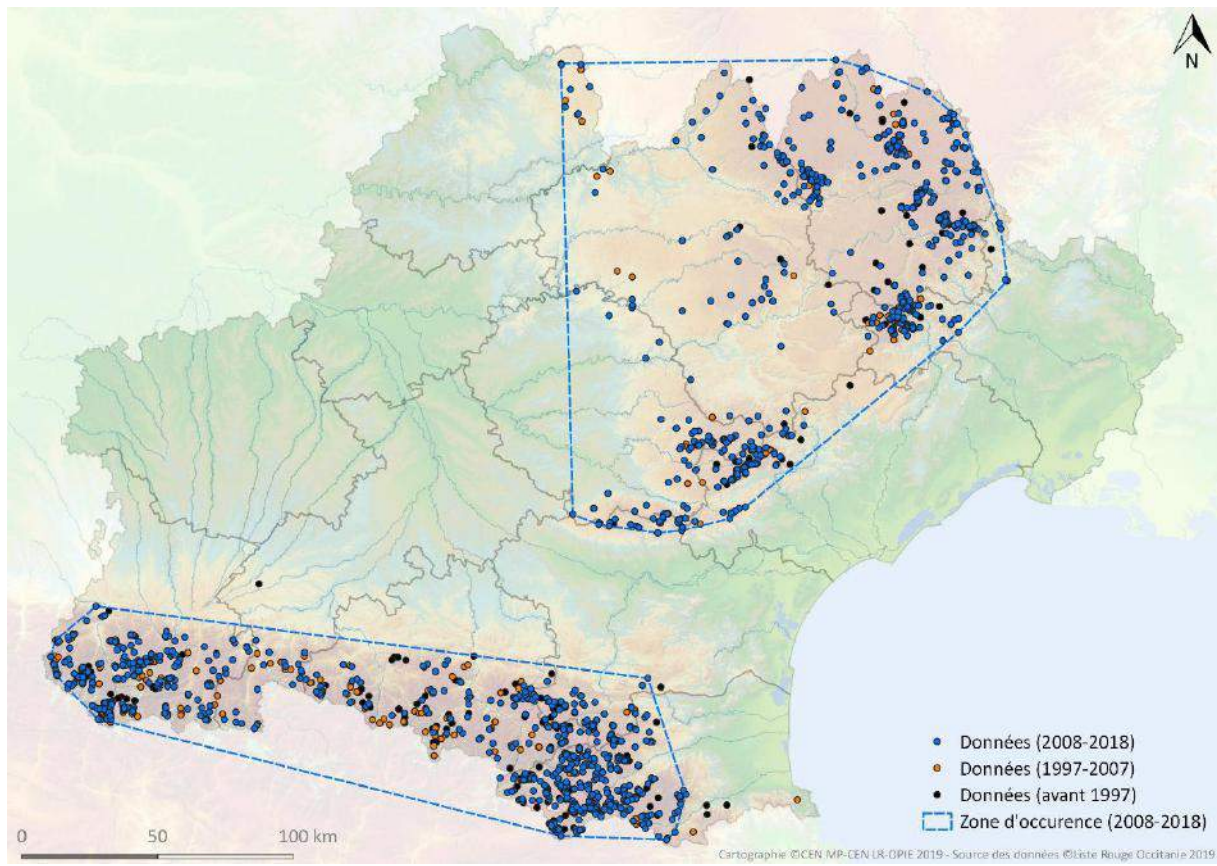 N
Données (2008-2018)
Données (1997-2007)
Données (avant 1997)
Zone d'occurence (2008-2018)
0 50 100 km
Cartographie ©CEN MP-CEN LR-OPIE 2019 - Source des données ©Liste Rouge Occitanie 2019